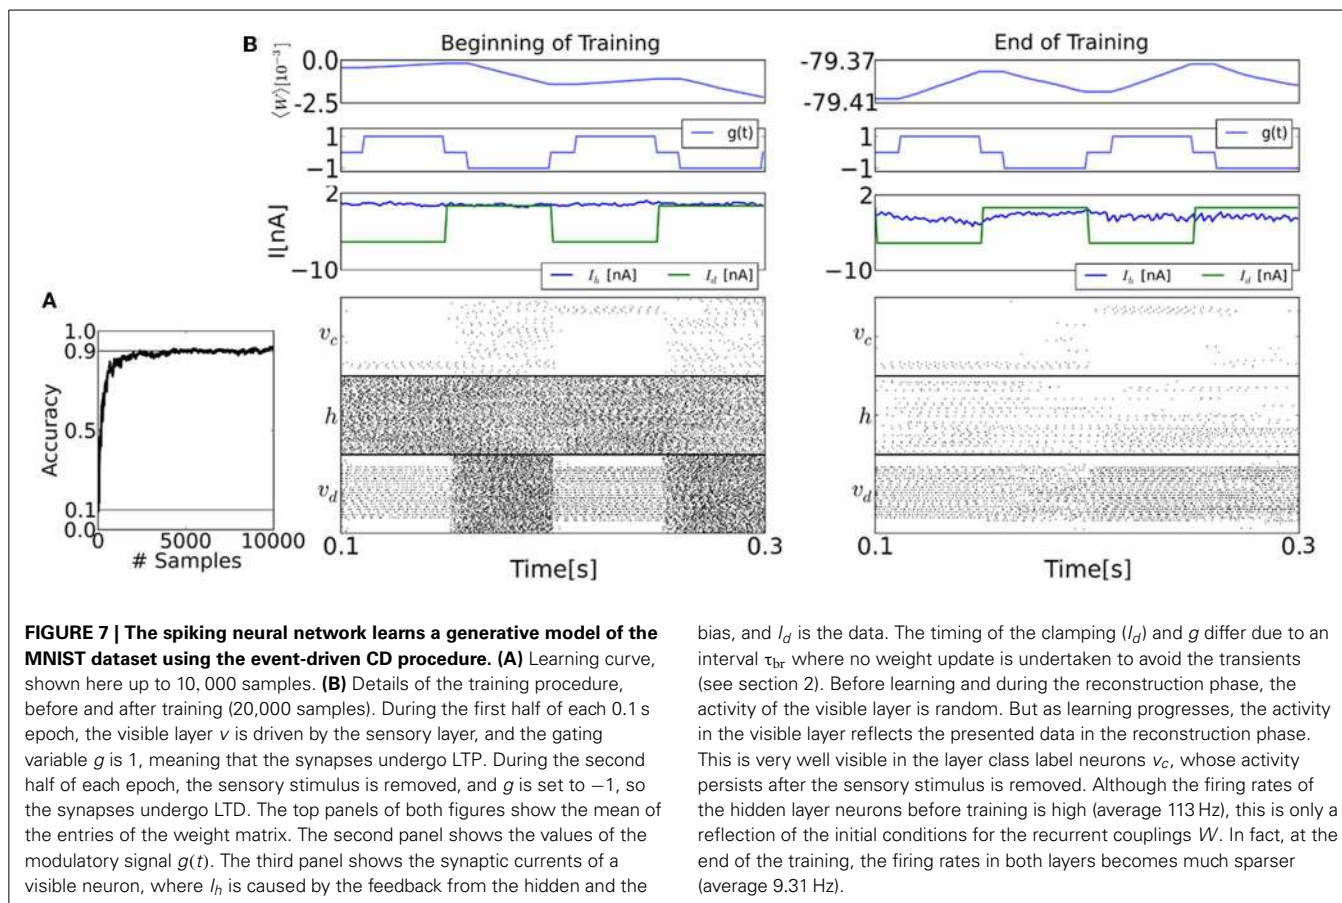 B
Beginning of Training
End of Training
⟨W⟩[10⁻³]
0.0
-2.5
-79.37
-79.41
1
−1
g(t)
1
−1
g(t)
I[nA]
2
−10
I_h [nA]
I_d [nA]
2
−10
I_h [nA]
I_d [nA]
A
Accuracy
1.0
0.9
0.5
0.1
0.0
0
5000
10000
# Samples
v_c
h
v_d
0.1
0.3
Time[s]
v_c
h
v_d
0.1
0.3
Time[s]
FIGURE 7 | The spiking neural network learns a generative model of the
MNIST dataset using the event-driven CD procedure. (A) Learning curve,
shown here up to 10, 000 samples. (B) Details of the training procedure,
before and after training (20,000 samples). During the first half of each 0.1 s
epoch, the visible layer v is driven by the sensory layer, and the gating
variable g is 1, meaning that the synapses undergo LTP. During the second
half of each epoch, the sensory stimulus is removed, and g is set to −1, so
the synapses undergo LTD. The top panels of both figures show the mean of
the entries of the weight matrix. The second panel shows the values of the
modulatory signal g(t). The third panel shows the synaptic currents of a
visible neuron, where I_h is caused by the feedback from the hidden and the
bias, and I_d is the data. The timing of the clamping (I_d) and g differ due to an
interval τ_br where no weight update is undertaken to avoid the transients
(see section 2). Before learning and during the reconstruction phase, the
activity of the visible layer is random. But as learning progresses, the activity
in the visible layer reflects the presented data in the reconstruction phase.
This is very well visible in the layer class label neurons v_c, whose activity
persists after the sensory stimulus is removed. Although the firing rates of
the hidden layer neurons before training is high (average 113 Hz), this is only a
reflection of the initial conditions for the recurrent couplings W. In fact, at the
end of the training, the firing rates in both layers becomes much sparser
(average 9.31 Hz).